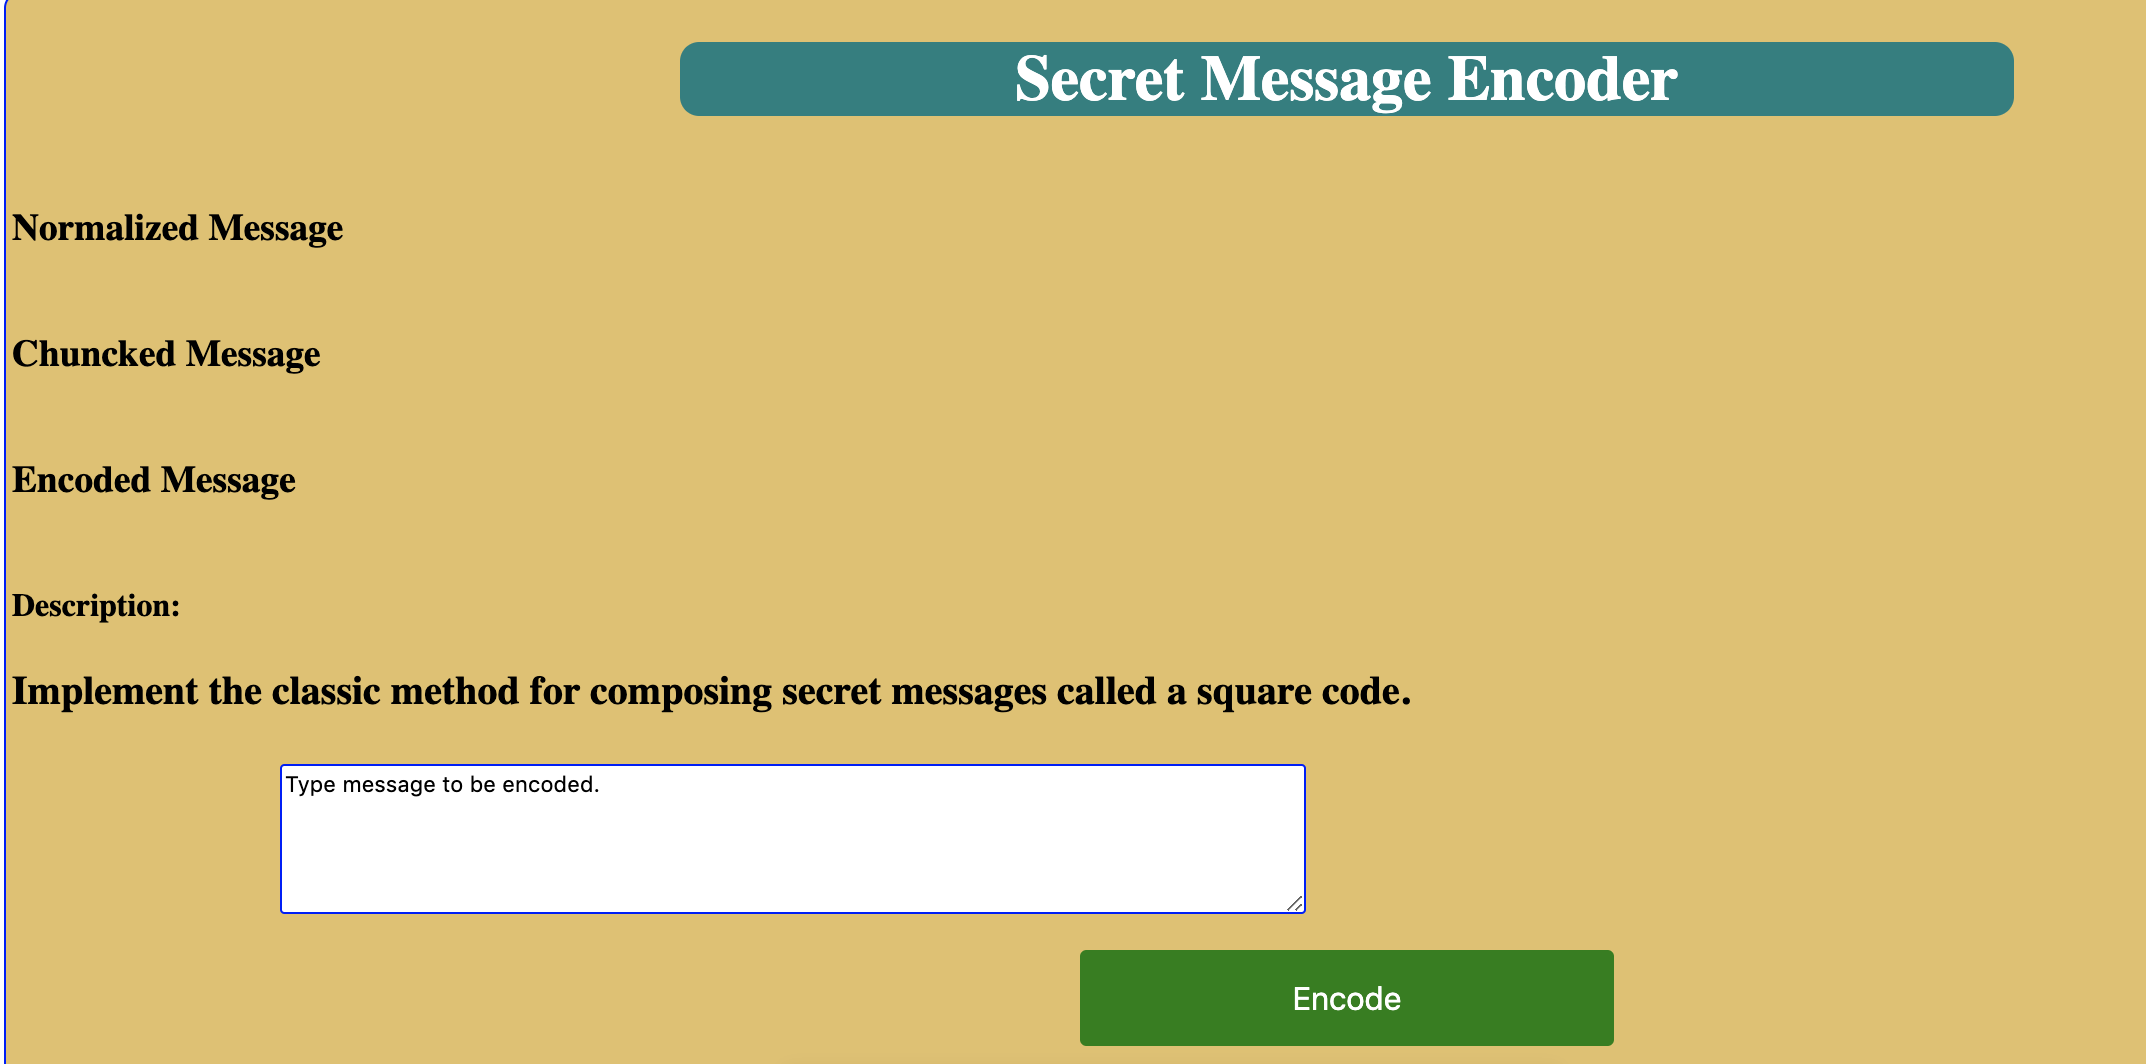 Secret Message Encoder
Normalized Message
Chuncked Message
Encoded Message
Description:
Implement the classic method for composing secret messages called a square code.
Type message to be encoded.
Encode